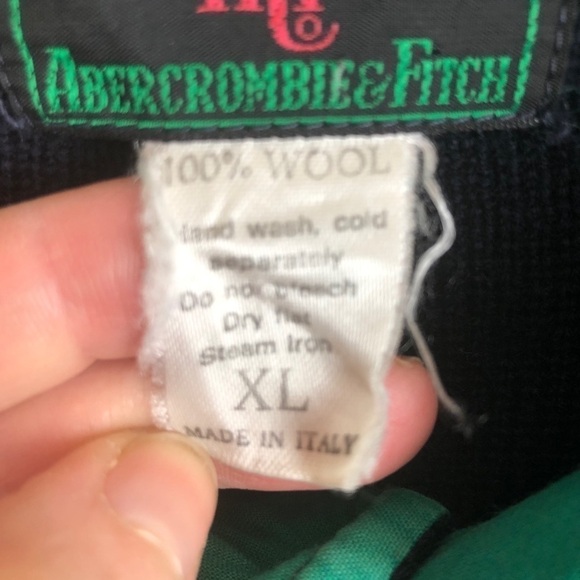 ABERCROMBIE & FITCH
100% WOOL
Hand wash, cold
separately
Do not bleach
Dry flat
Steam Iron
XL
MADE IN ITALY